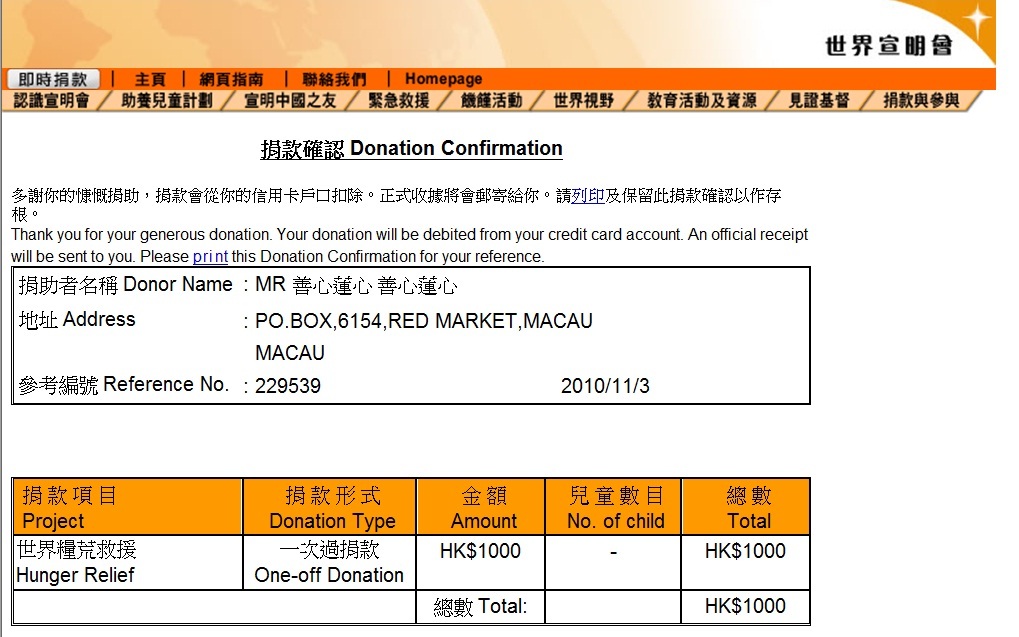 世界宣明會
即時捐款 | 主頁 | 網頁指南 | 聯絡我們 | Homepage
認識宣明會 / 助養兒童計劃 / 宣明中國之友 / 緊急救援 / 饑饉活動 / 世界視野 / 教育活動及資源 / 見證基督 / 捐款與參與
捐款確認 Donation Confirmation
多謝你的慷慨捐助，捐款會從你的信用卡戶口扣除。正式收據將會郵寄給你。請列印及保留此捐款確認以作存
根。
Thank you for your generous donation. Your donation will be debited from your credit card account. An official receipt
will be sent to you. Please print this Donation Confirmation for your reference.
捐助者名稱 Donor Name : MR 善心蓮心 善心蓮心
地址 Address : PO.BOX,6154,RED MARKET,MACAU
MACAU
參考編號 Reference No. : 229539 2010/11/3
捐款項目 捐款形式 金額 兒童數目 總數
Project Donation Type Amount No. of child Total
世界糧荒救援 一次過捐款 HK$1000 - HK$1000
Hunger Relief One-off Donation
總數 Total: HK$1000